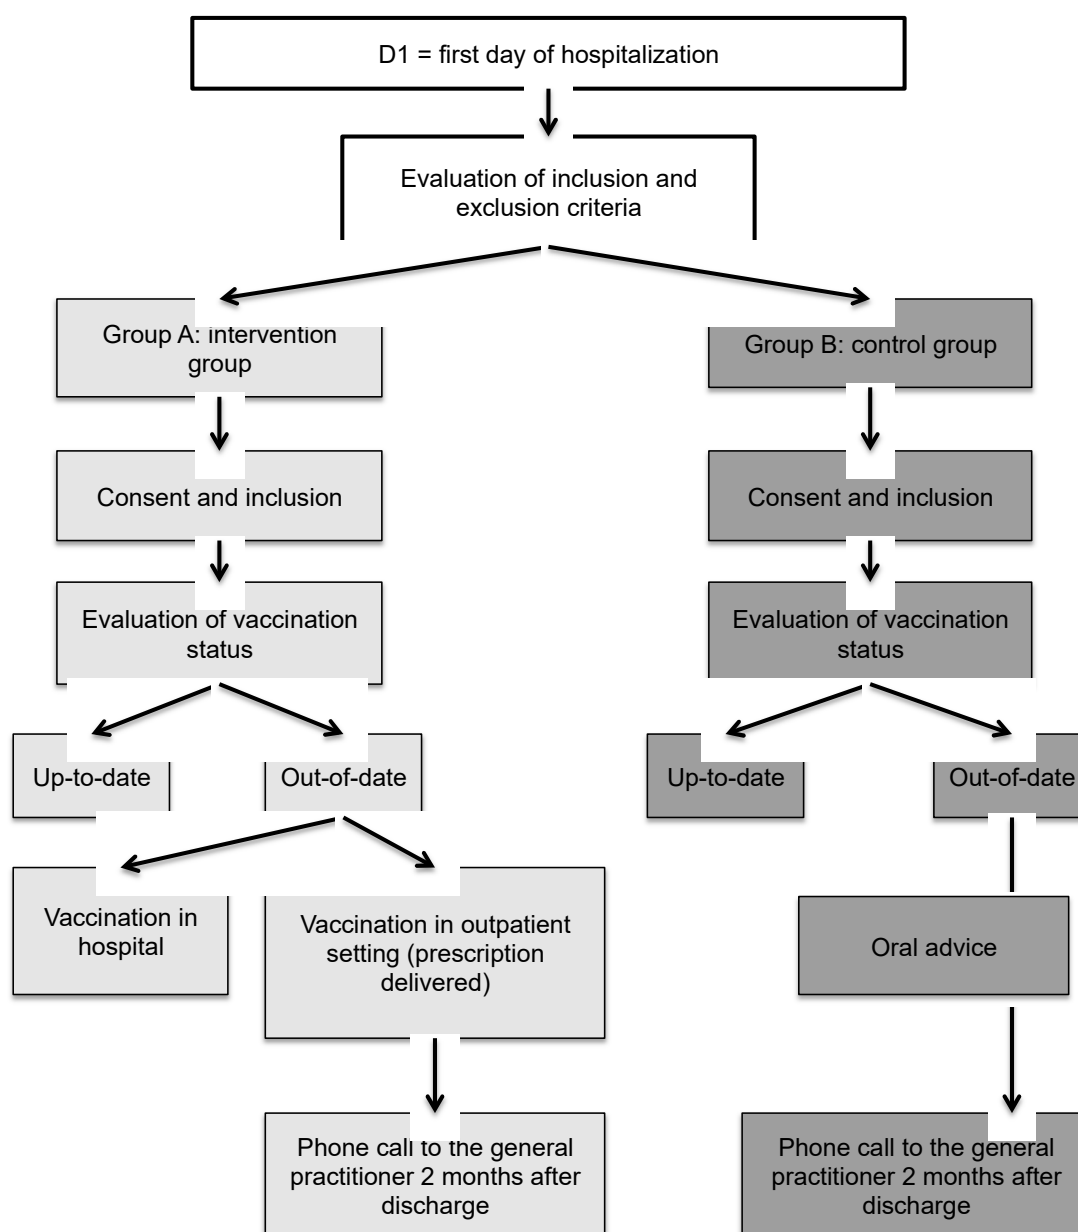 D1 = first day of hospitalization
Evaluation of inclusion and
exclusion criteria
Group A: intervention
group
Group B: control group
Consent and inclusion
Consent and inclusion
Evaluation of vaccination
status
Evaluation of vaccination
status
Up-to-date
Out-of-date
Up-to-date
Out-of-date
Vaccination in
hospital
Vaccination in outpatient
setting (prescription
delivered)
Oral advice
Phone call to the general
practitioner 2 months after
discharge
Phone call to the general
practitioner 2 months after
discharge